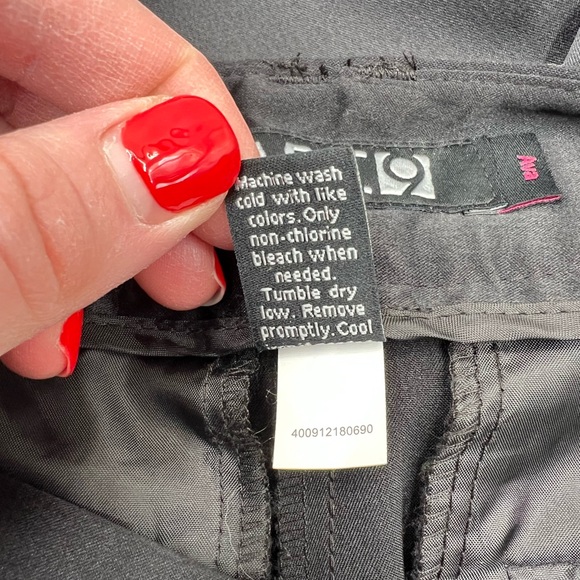 Machine wash
cold with like
colors. Only
non-chlorine
bleach when
needed.
Tumble dry
low. Remove
promptly. Cool
400912180690
Ava